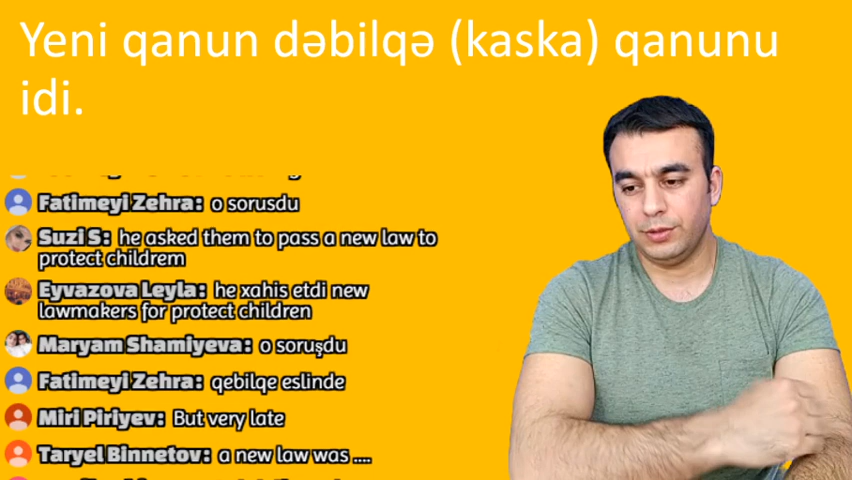 Yeni qanun dəbilqə (kaska) qanunu
idi.
Fatimeyi Zehra: o sorusdu
Suzi S: he asked them to pass a new law to
protect childrem
Eyvazova Leyla: he xahis etdi new
lawmakers for protect children
Maryam Shamiyeva: o soruşdu
Fatimeyi Zehra: qebilqe eslinde
Miri Piriyev: But very late
Taryel Binnetov: a new law was ....